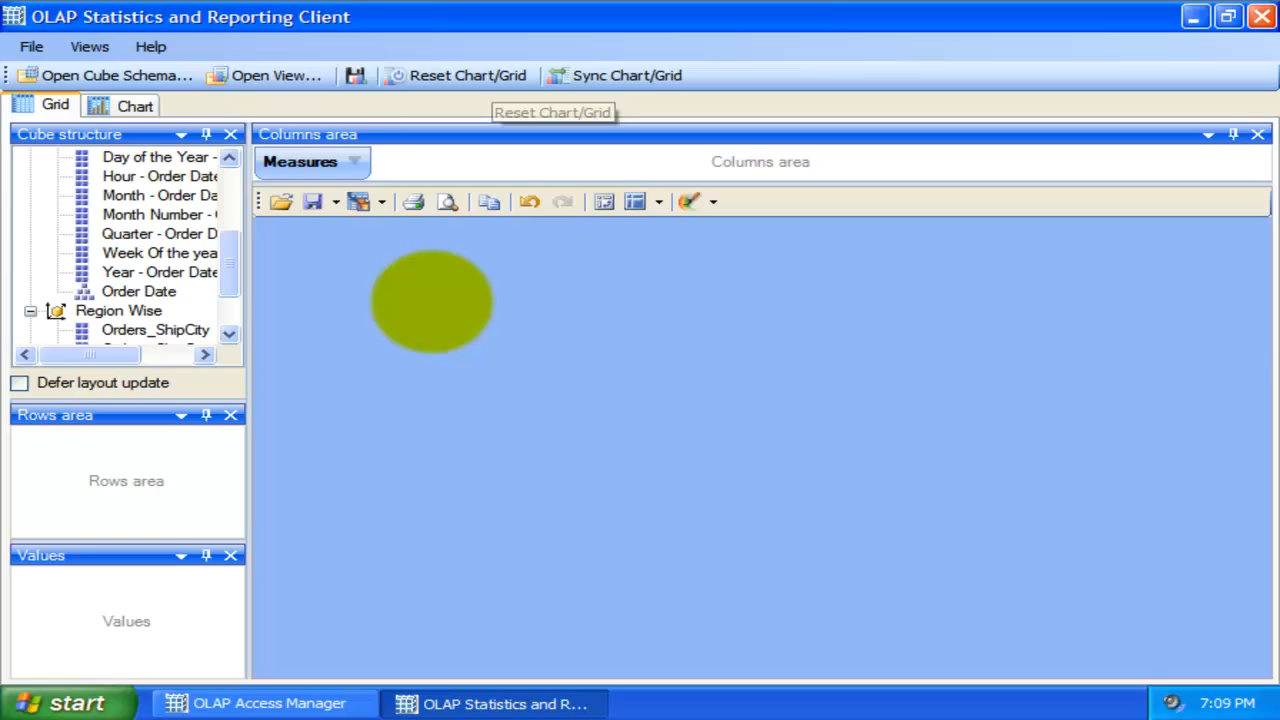 OLAP Statistics and Reporting Client
File Views Help
Open Cube Schema... Open View... Reset Chart/Grid Sync Chart/Grid
Grid Chart
Reset Chart/Grid
Cube structure
Day of the Year -
Hour - Order Date
Month - Order Da
Month Number -
Quarter - Order D
Week Of the yea
Year - Order Date
Order Date
Region Wise
Orders_ShipCity
Defer layout update
Rows area
Rows area
Values
Values
Columns area
Measures
Columns area
start
OLAP Access Manager
OLAP Statistics and R...
7:09 PM